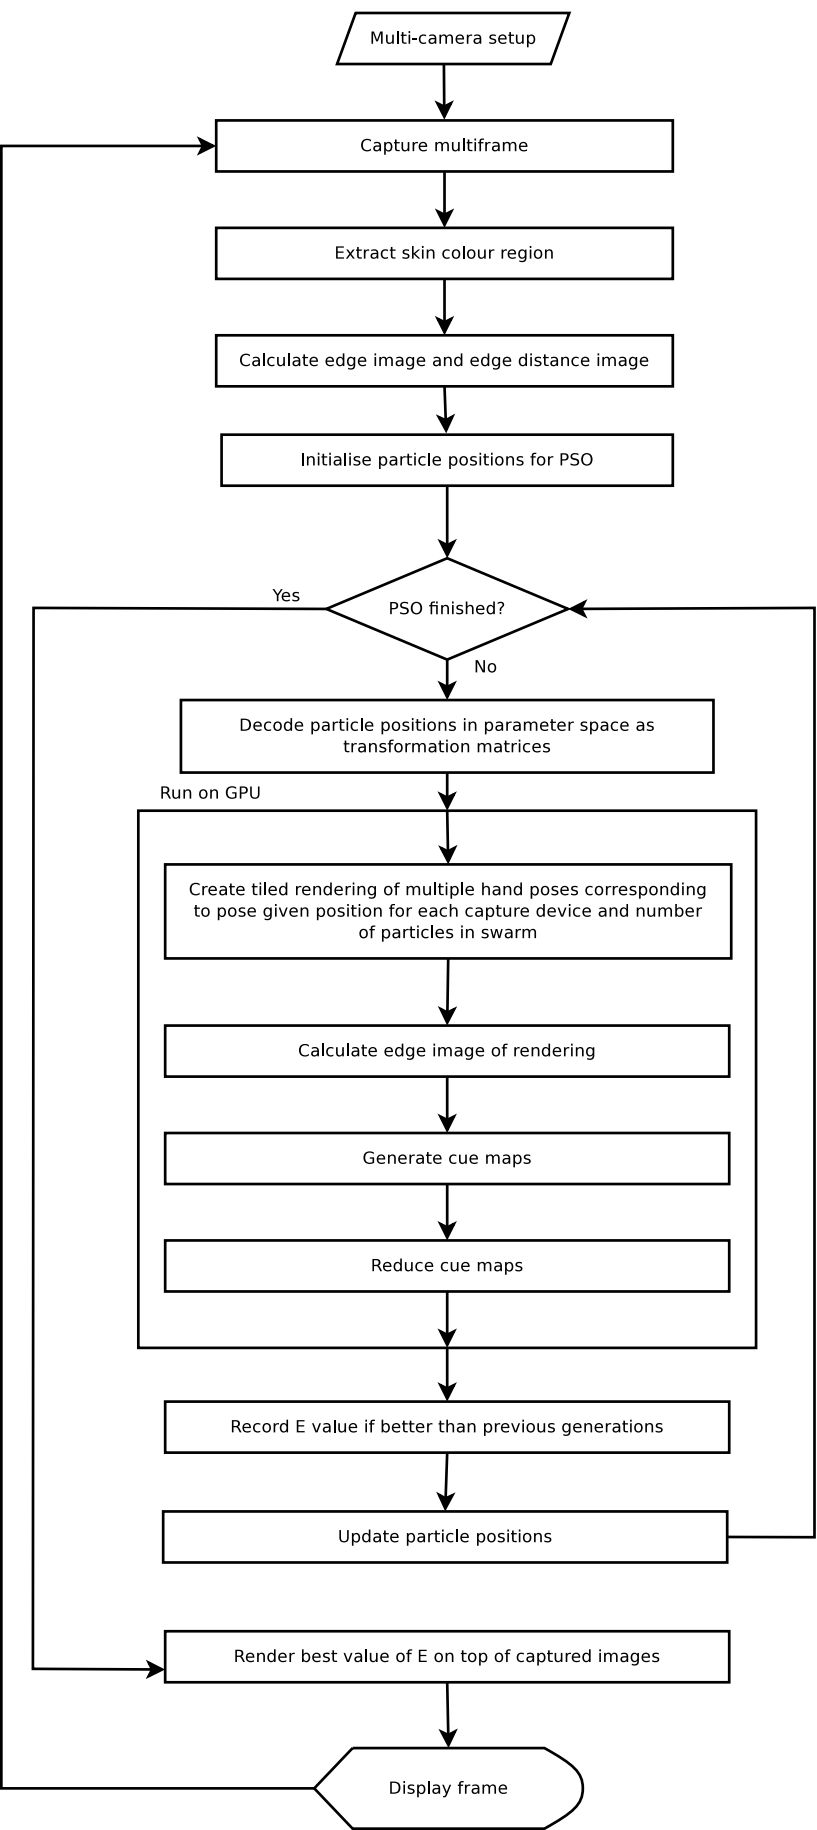 Multi-camera setup
Capture multiframe
Extract skin colour region
Calculate edge image and edge distance image
Initialise particle positions for PSO
Yes
PSO finished?
No
Decode particle positions in parameter space as
transformation matrices
Run on GPU
Create tiled rendering of multiple hand poses corresponding
to pose given position for each capture device and number
of particles in swarm
Calculate edge image of rendering
Generate cue maps
Reduce cue maps
Record E value if better than previous generations
Update particle positions
Render best value of E on top of captured images
Display frame